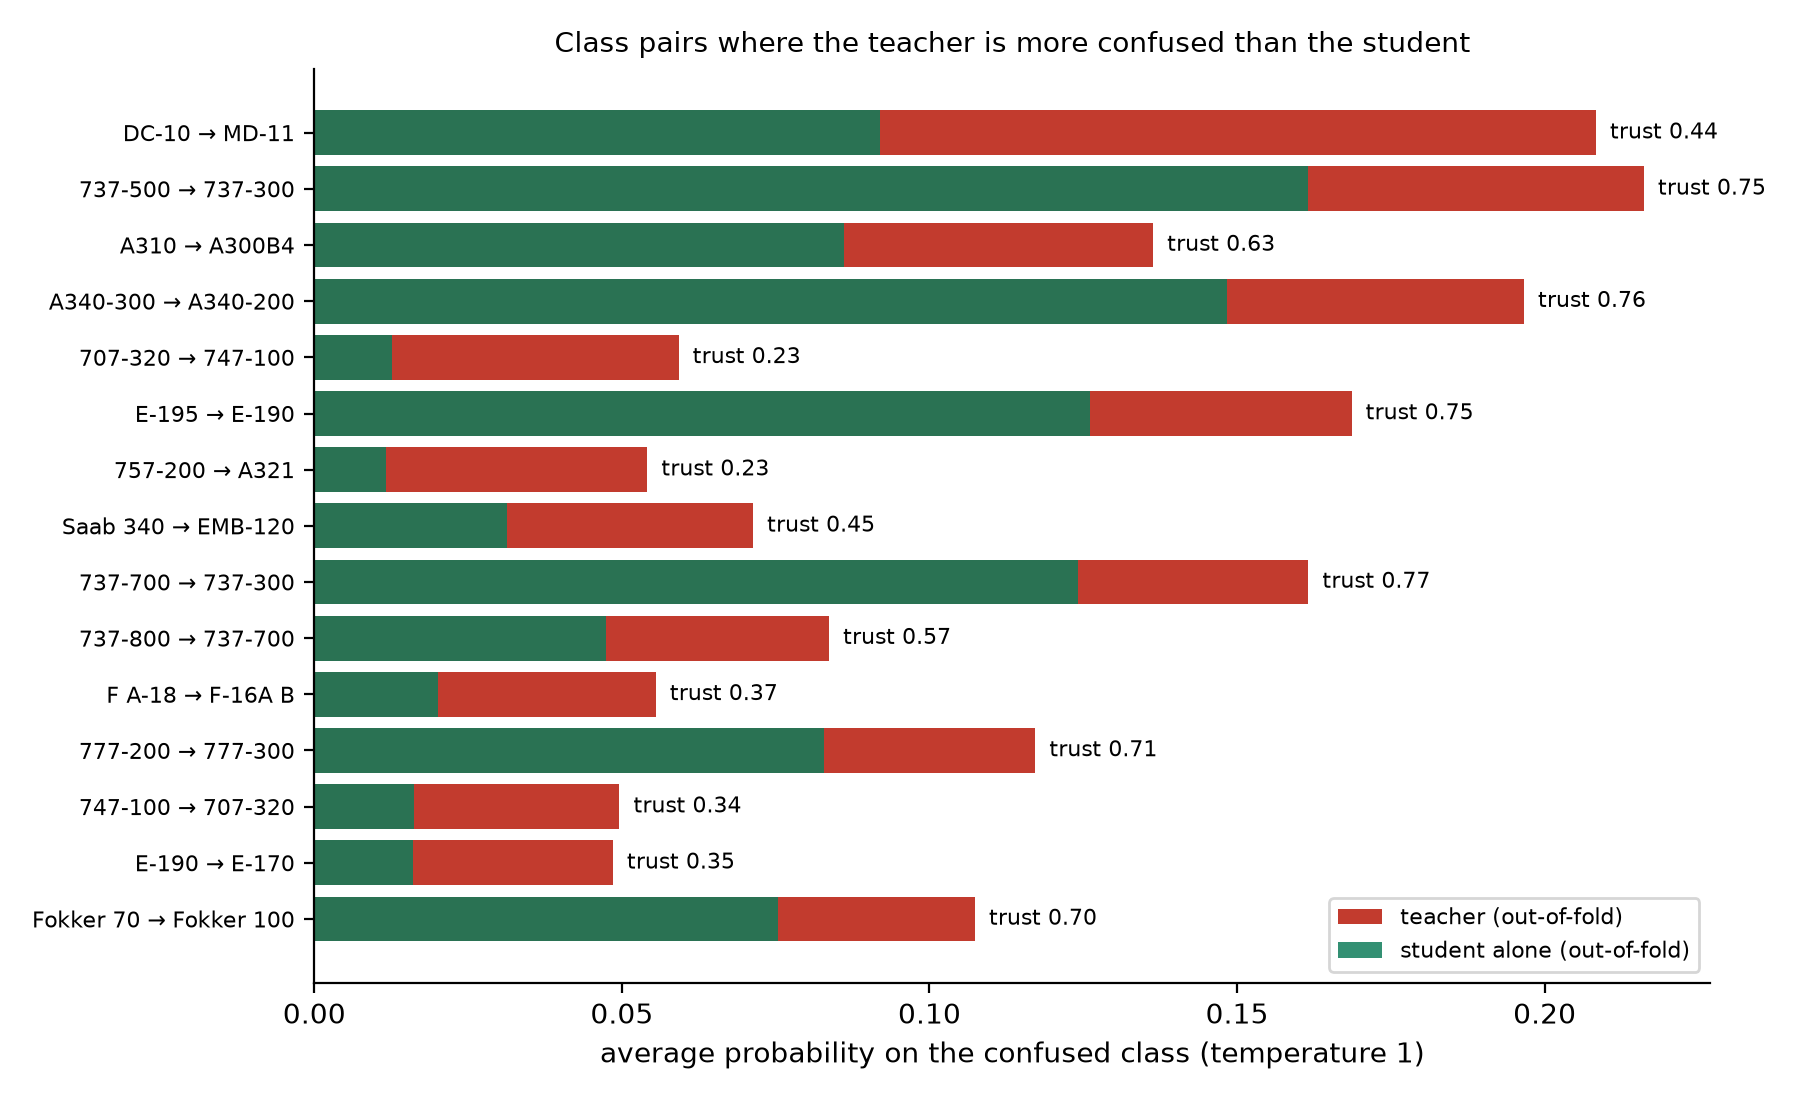 Class pairs where the teacher is more confused than the student
DC-10 → MD-11 trust 0.44
737-500 → 737-300 trust 0.75
A310 → A300B4 trust 0.63
A340-300 → A340-200 trust 0.76
707-320 → 747-100 trust 0.23
E-195 → E-190 trust 0.75
757-200 → A321 trust 0.23
Saab 340 → EMB-120 trust 0.45
737-700 → 737-300 trust 0.77
737-800 → 737-700 trust 0.57
F A-18 → F-16A B trust 0.37
777-200 → 777-300 trust 0.71
747-100 → 707-320 trust 0.34
E-190 → E-170 trust 0.35
Fokker 70 → Fokker 100 trust 0.70
teacher (out-of-fold)
student alone (out-of-fold)
0.00 0.05 0.10 0.15 0.20
average probability on the confused class (temperature 1)